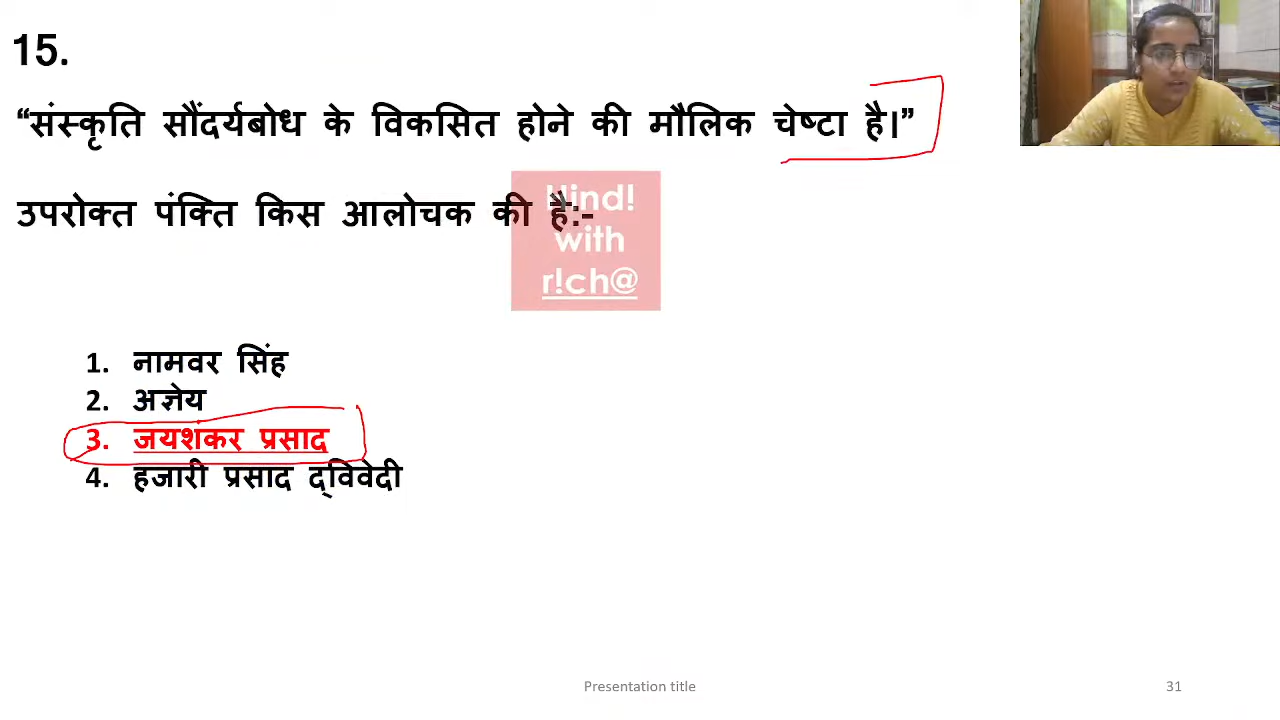 15.
“संस्कृति सौंदर्यबोध के विकसित होने की मौलिक चेष्टा है।”
उपरोक्त पंक्ति किस आलोचक की है:-
Hind!
with
r!ch@
1. नामवर सिंह
2. अज्ञेय
3. जयशंकर प्रसाद
4. हजारी प्रसाद द्विवेदी
Presentation title
31